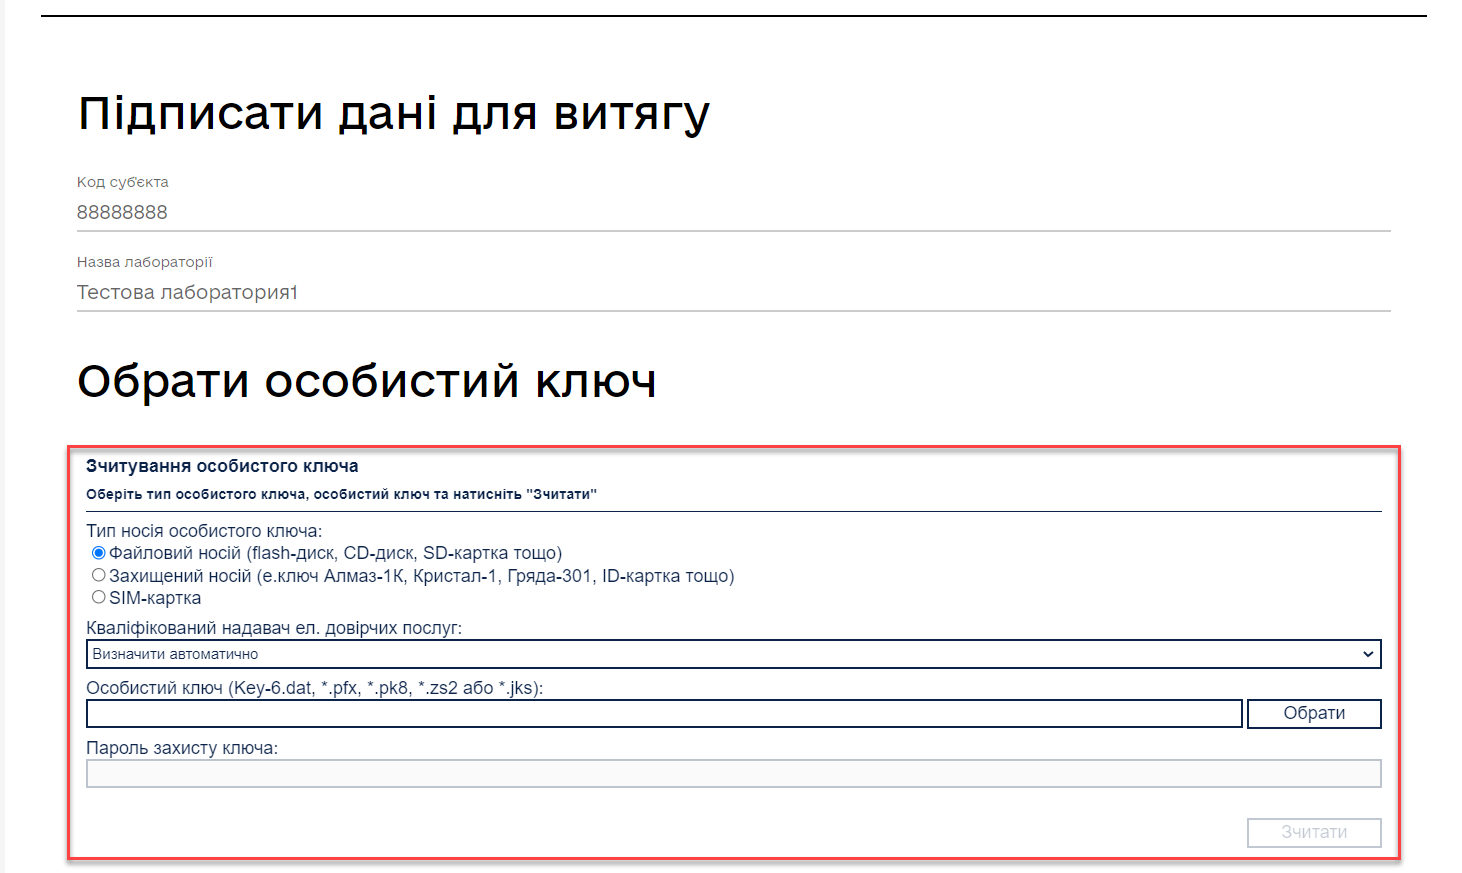 Підписати дані для витягу
Код суб'єкта
88888888
Назва лабораторії
Тестова лаборатория1
Обрати особистий ключ
Зчитування особистого ключа
Оберіть тип особистого ключа, особистий ключ та натисніть "Зчитати"
Тип носія особистого ключа:
Файловий носій (flash-диск, CD-диск, SD-картка тощо)
Захищений носій (е.ключ Алмаз-1К, Кристал-1, Гряда-301, ID-картка тощо)
SIM-картка
Кваліфікований надавач ел. довірчих послуг:
Визначити автоматично
Особистий ключ (Key-6.dat, *.pfx, *.pk8, *.zs2 або *.jks):
Обрати
Пароль захисту ключа:
Зчитати